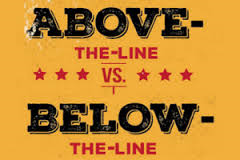 ABOVE-
THE-LINE
VS.
BELOW-
THE-LINE